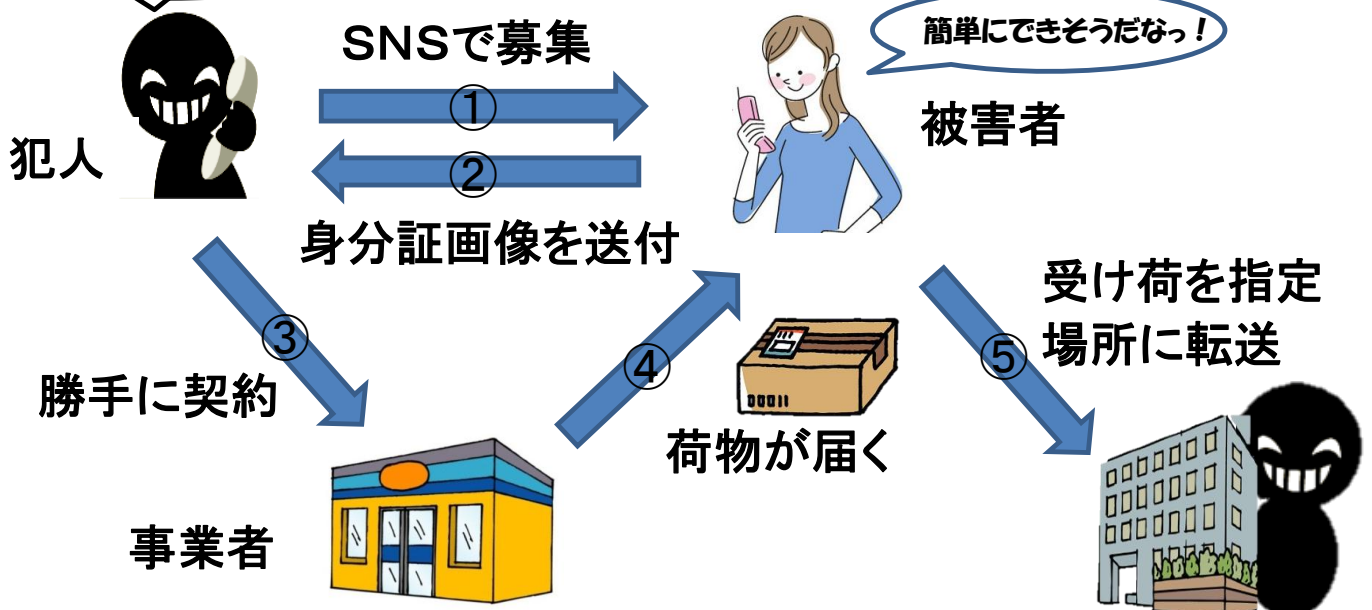 SNSで募集
簡単にできそうだなっ!
①
被害者
犯人
②
身分証画像を送付
受け荷を指定
場所に転送
③
④
⑤
勝手に契約
荷物が届く
事業者